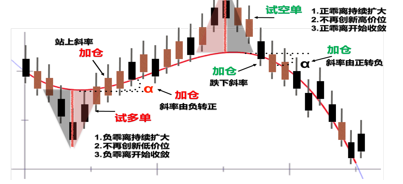 试空单
1.正乖离持续扩大
2.不再创新高价位
3.正乖离开始收敛
站上斜率
加仓
加仓
α
斜率由正转负
加仓
跌下斜率
α
加仓
斜率由负转正
试多单
1.负乖离持续扩大
2.不再创新低价位
3.负乖离开始收敛